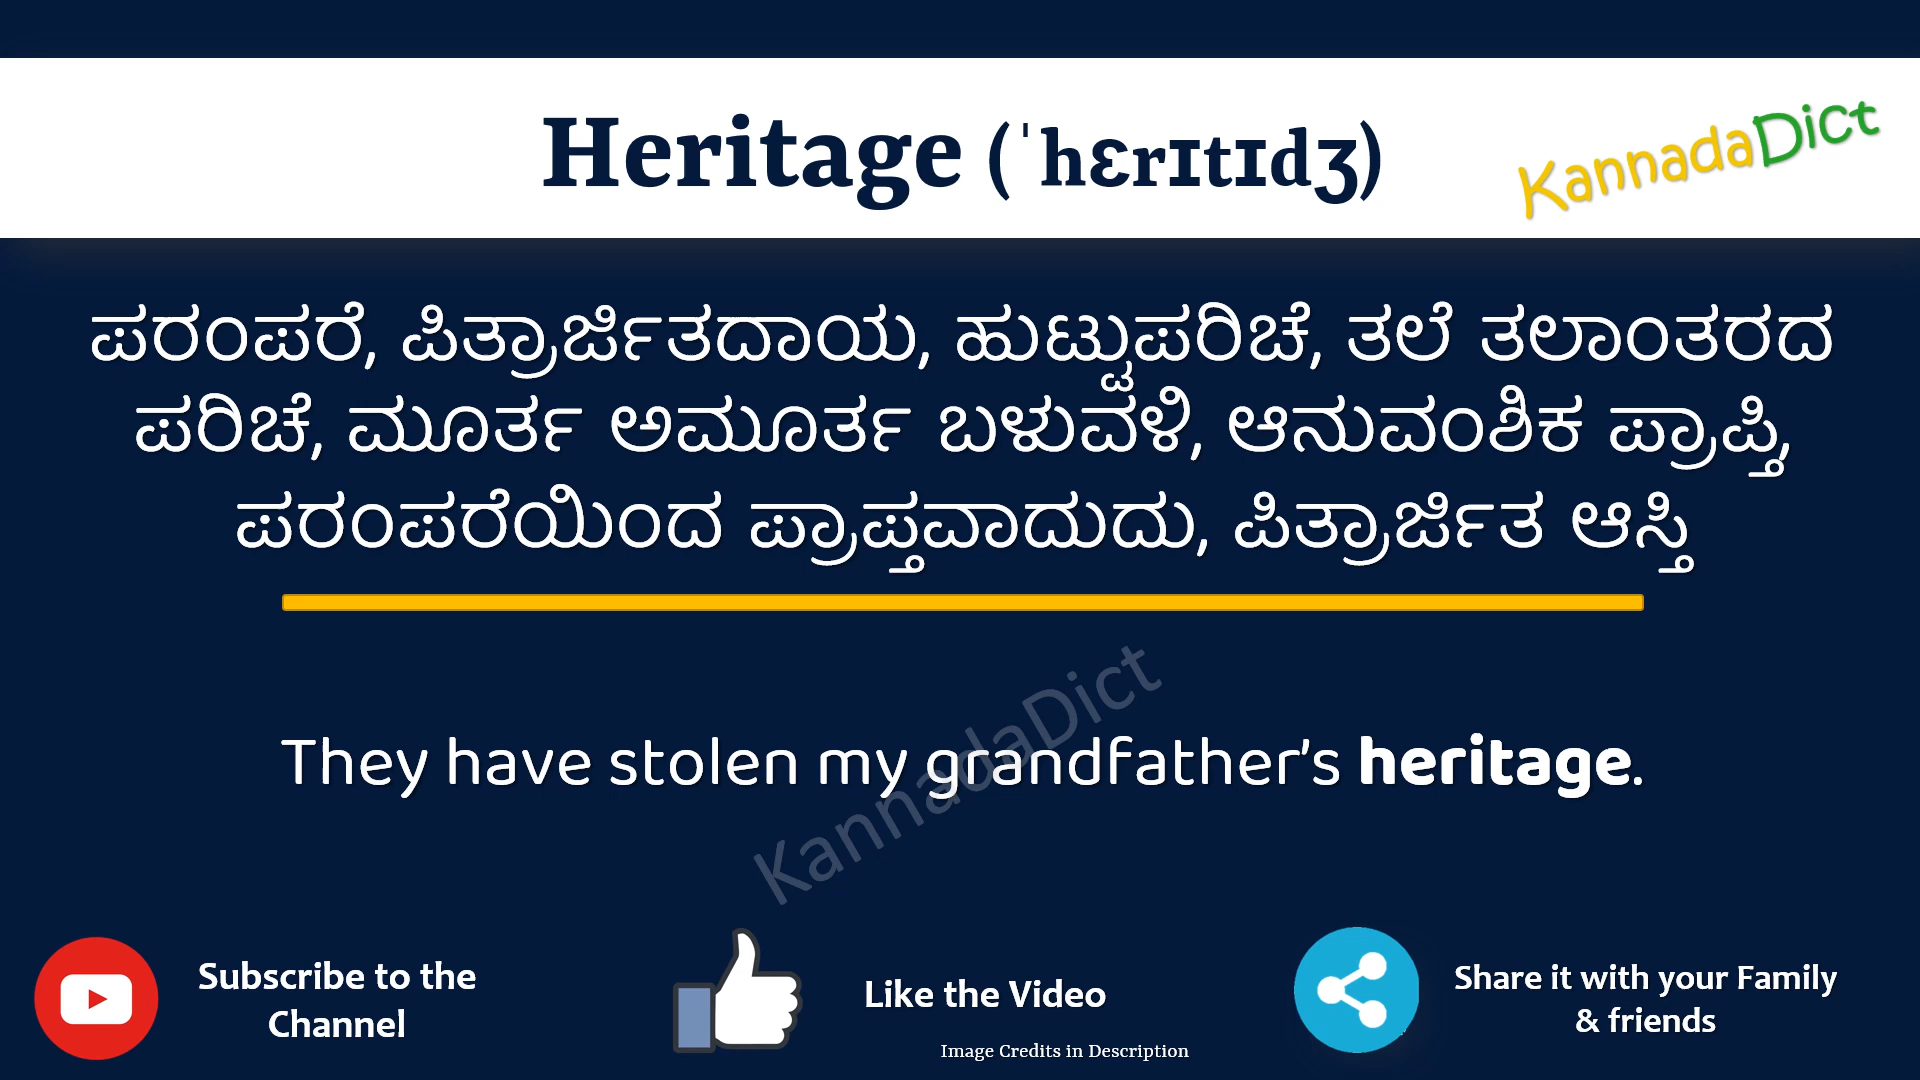 Heritage (ˈhɛrɪtɪdʒ)
KannadaDict
ಪರಂಪರೆ, ಪಿತ್ರಾರ್ಜಿತದಾಯ, ಹುಟ್ಟುಪರಿಚೆ, ತಲೆ ತಲಾಂತರದ
ಪರಿಚೆ, ಮೂರ್ತ ಅಮೂರ್ತ ಬಳುವಳಿ, ಆನುವಂಶಿಕ ಪ್ರಾಪ್ತಿ,
ಪರಂಪರೆಯಿಂದ ಪ್ರಾಪ್ತವಾದುದು, ಪಿತ್ರಾರ್ಜಿತ ಆಸ್ತಿ
They have stolen my grandfather’s heritage.
KannadaDict
Subscribe to the
Channel
Like the Video
Share it with your Family
& friends
Image Credits in Description